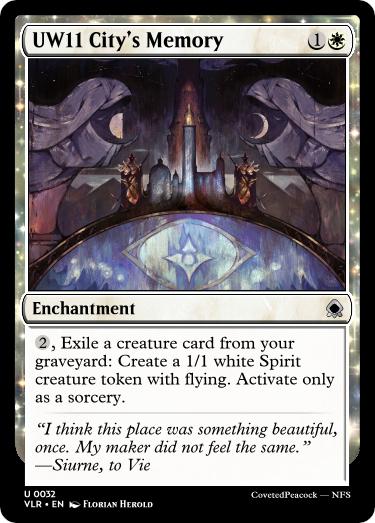 UW11 City's Memory 1
Enchantment
2, Exile a creature card from your
graveyard: Create a 1/1 white Spirit
creature token with flying. Activate only
as a sorcery.
“I think this place was something beautiful,
once. My maker did not feel the same.”
—Siurne, to Vie
U 0032
VLR • EN FLORIAN HEROLD
CovetedPeacock — NFS